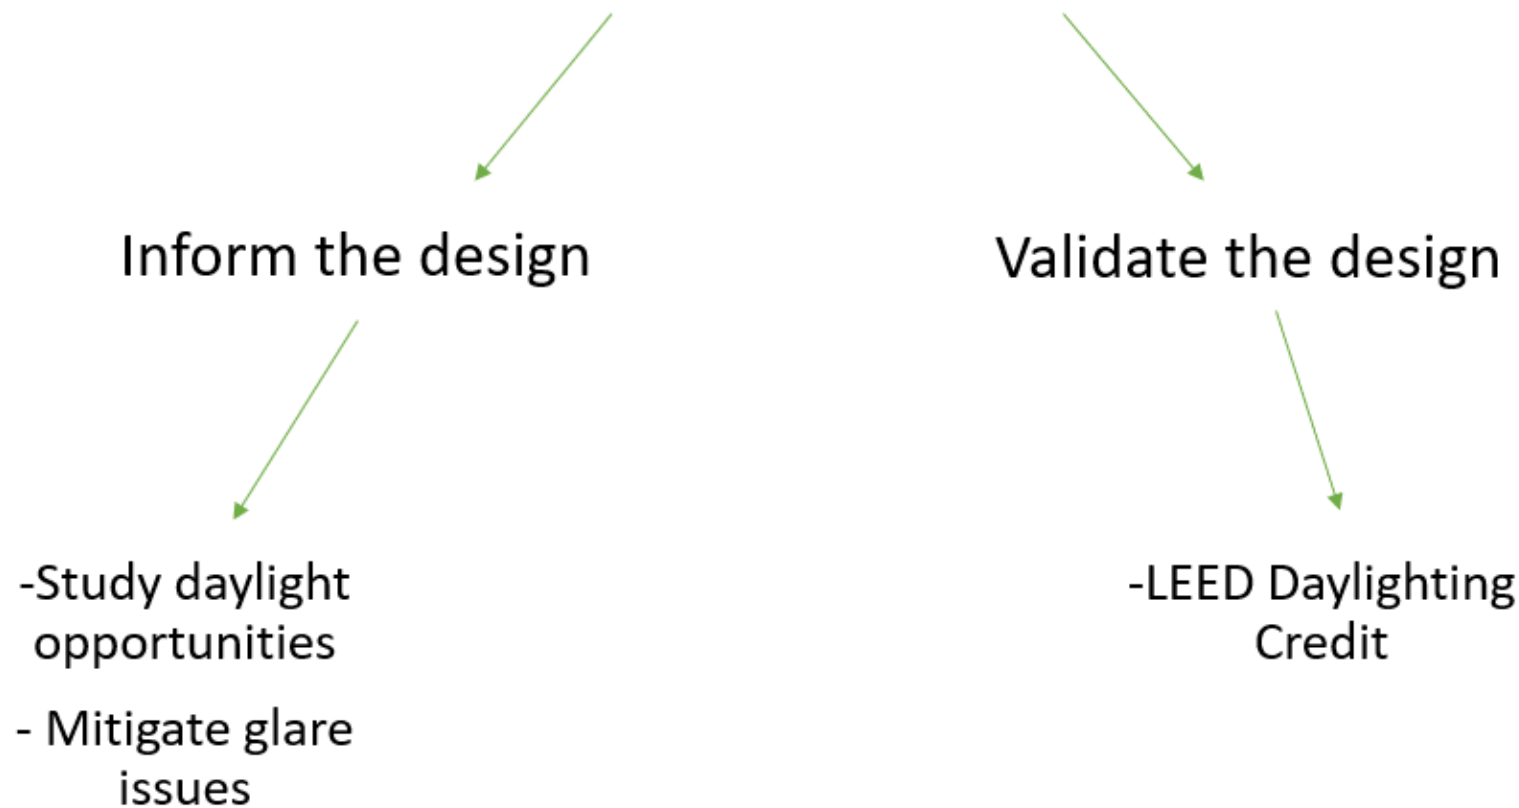 Inform the design
Validate the design
-Study daylight
opportunities
- Mitigate glare
issues
-LEED Daylighting
Credit